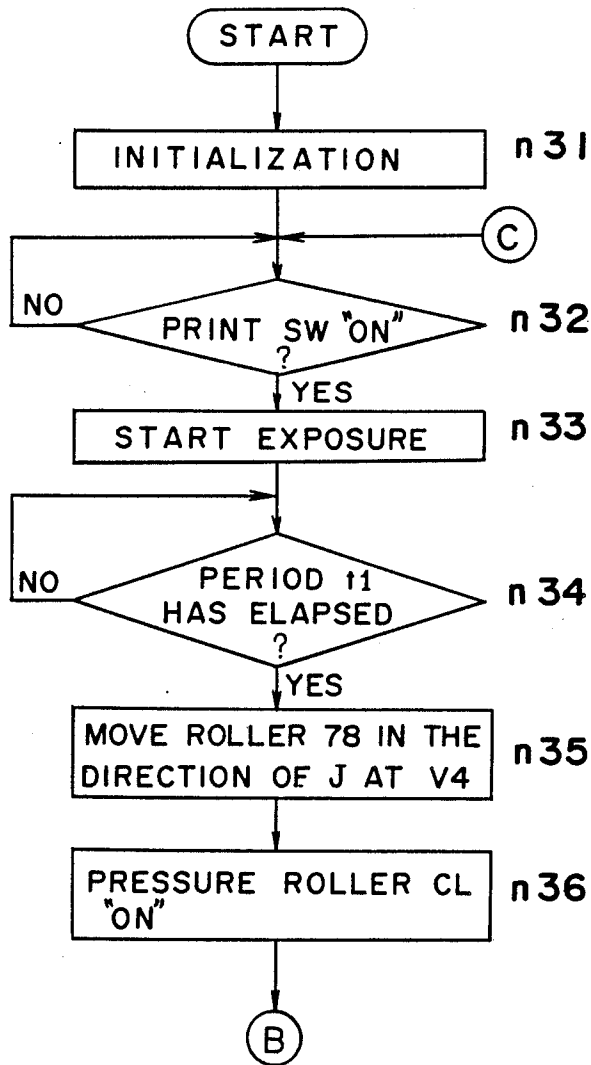 START
INITIALIZATION
n31
C
NO
PRINT SW "ON"
?
n32
YES
START EXPOSURE
n33
NO
PERIOD t1
HAS ELAPSED
?
n34
YES
MOVE ROLLER 78 IN THE
DIRECTION OF J AT V4
n35
PRESSURE ROLLER CL
"ON"
n36
B